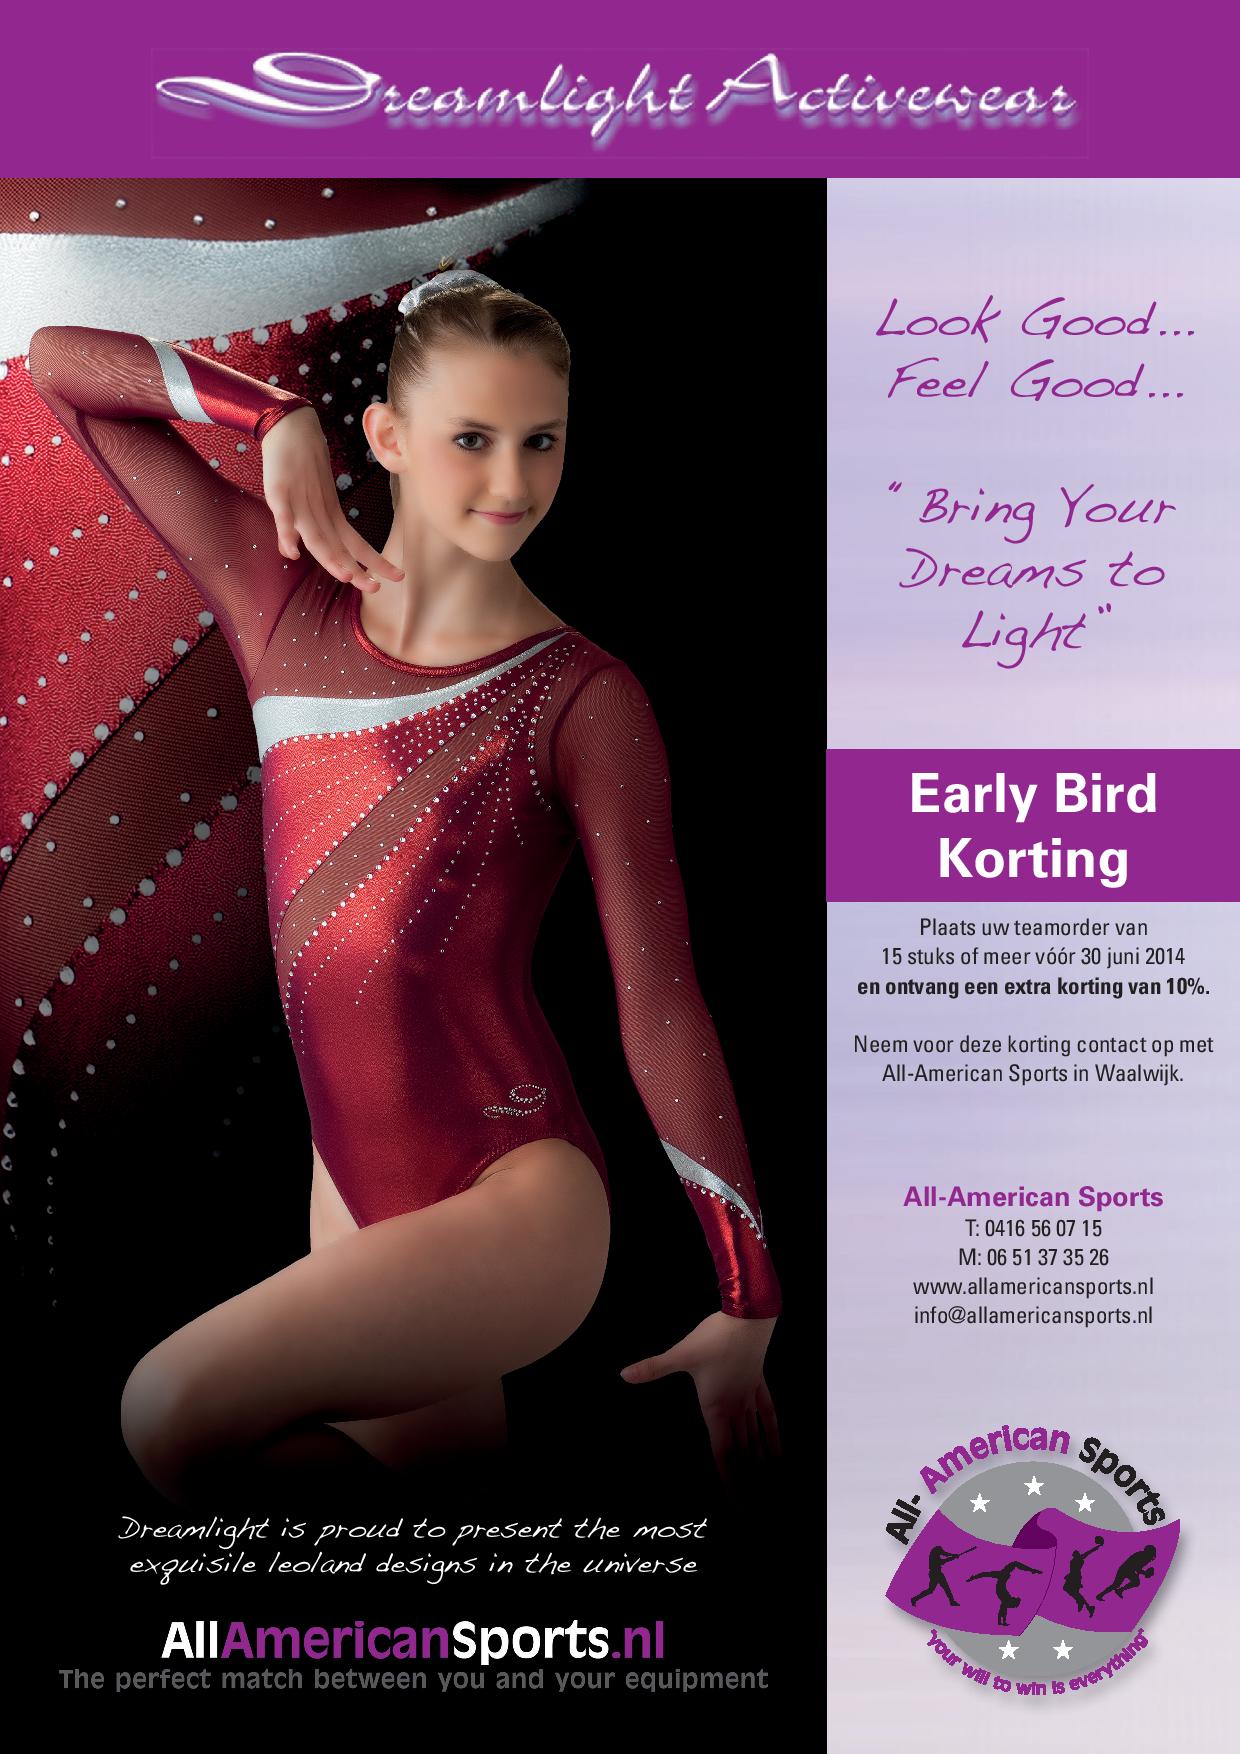 Dreamlight Activewear
Look Good...
Feel Good...
" Bring Your
Dreams to
Light"
Early Bird
Korting
Plaats uw teamorder van
15 stuks of meer vóór 30 juni 2014
en ontvang een extra korting van 10%.
Neem voor deze korting contact op met
All-American Sports in Waalwijk.
All-American Sports
T: 0416 56 07 15
M: 06 51 37 35 26
www.allamericansports.nl
info@allamericansports.nl
All- American Sports
"your will to win is everything"
Dreamlight is proud to present the most
exquisile leoland designs in the universe
AllAmericanSports.nl
The perfect match between you and your equipment